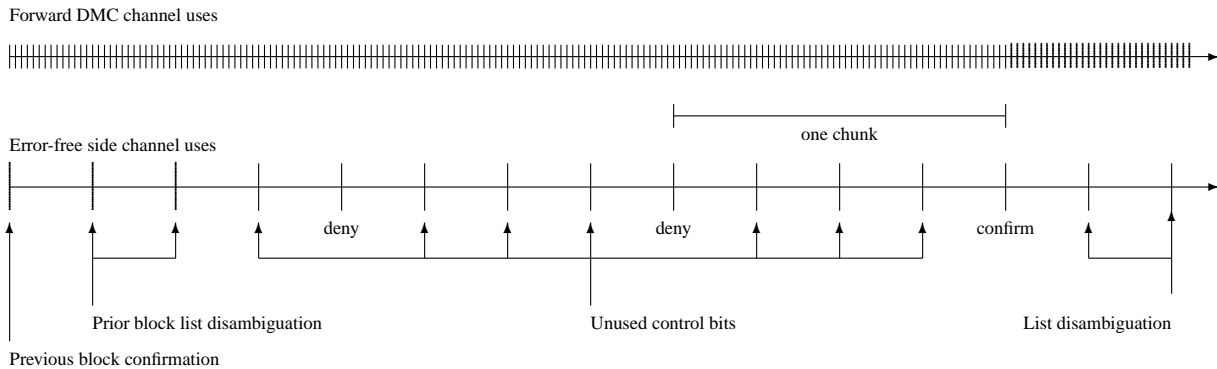 Forward DMC channel uses
one chunk
Error-free side channel uses
deny
deny
confirm
Prior block list disambiguation
Unused control bits
List disambiguation
Previous block confirmation